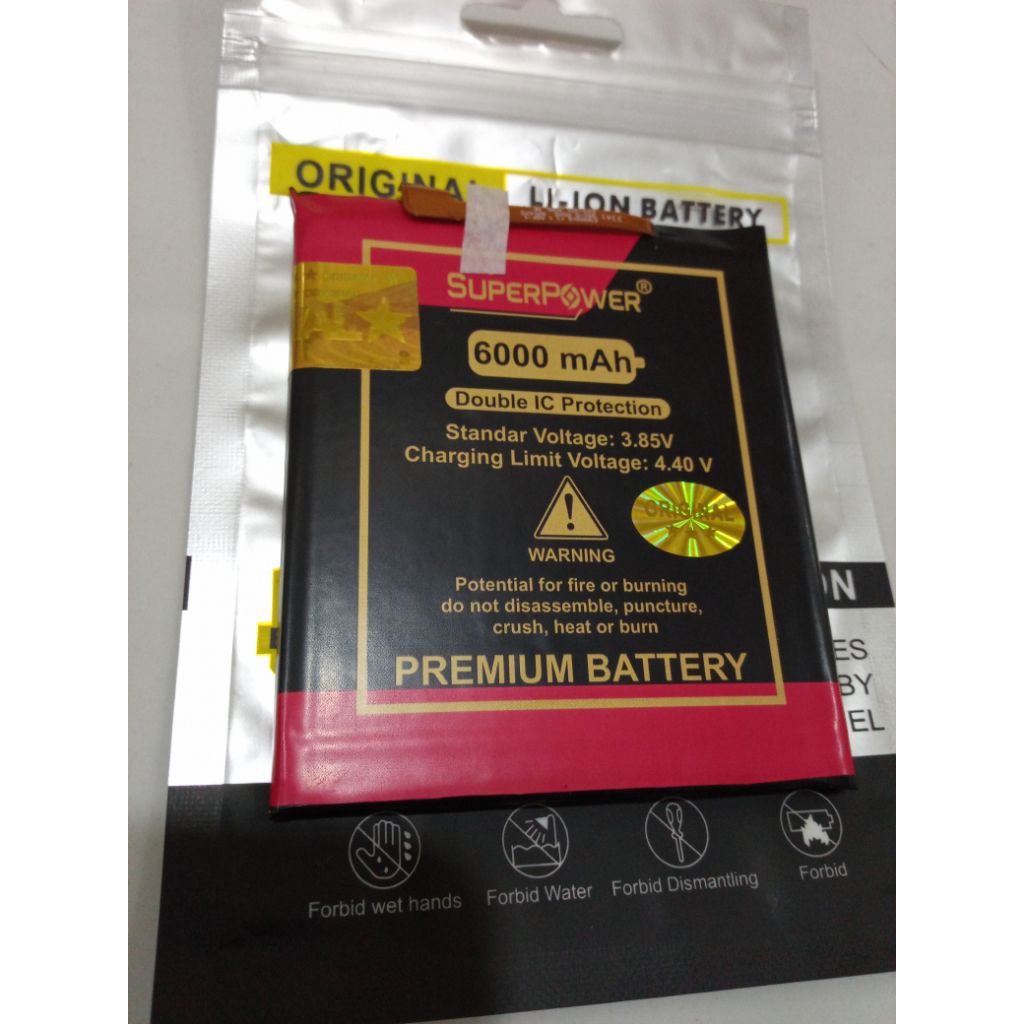 ORIGINAL
LI-ION BATTERY
SUPERPOWER®
6000 mAh
Double IC Protection
Standar Voltage: 3.85V
Charging Limit Voltage: 4.40 V
ORIGINAL
WARNING
Potential for fire or burning
do not disassemble, puncture,
crush, heat or burn
PREMIUM BATTERY
ON
ES
BY
EL
Forbid wet hands
Forbid Water
Forbid Dismantling
Forbid